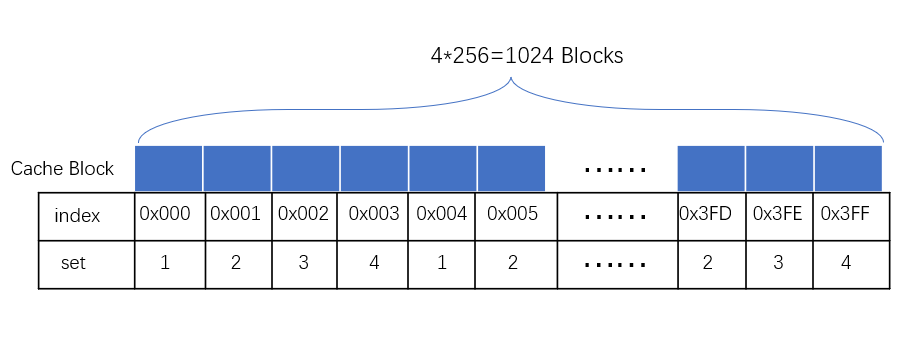 4*256=1024 Blocks
Cache Block ......
index 0x000 0x001 0x002 0x003 0x004 0x005 ...... 0x3FD 0x3FE 0x3FF
set 1 2 3 4 1 2 ...... 2 3 4